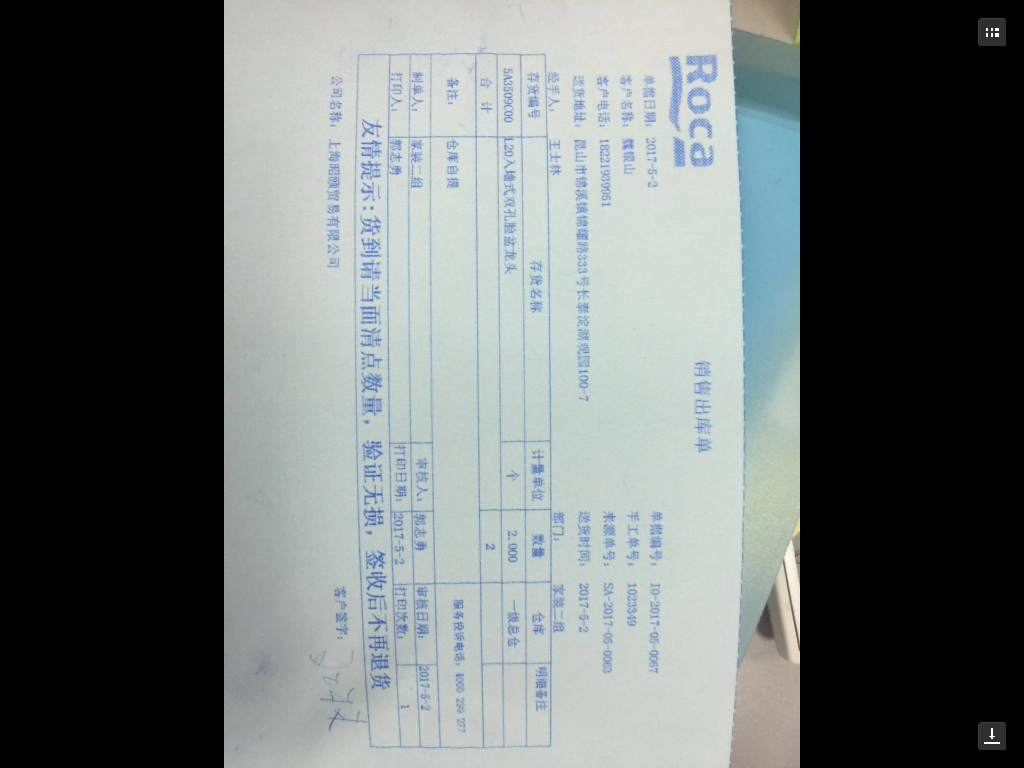 Roca
销售出库单
单据日期: 2017-5-2 单据编号: IO-2017-05-0067
客户名称: 魏银山 手工单号: 1023349
客户电话: 18221939951 来源单号: SA-2017-05-0063
送货地址: 昆山市锦溪镇锦曜路333号长泰淀湖观园100-7 送货时间: 2017-5-2
经手人: 王士林 部门: 家装二组
存货编号 存货名称 计量单位 数量 仓库 明细备注
5A3509C00 L20入墙式双孔脸盆龙头 个 2.000 一级总仓
合 计 2
备注: 仓库自提 服务投诉电话: 4000 299 277
制单人: 家装二组 审核人: 郭志勇 审核日期: 2017-5-2
打印人: 郭志勇 打印日期: 2017-5-2 打印次数: 1
友情提示:货到请当面清点数量, 验证无损, 签收后不再退货
公司名称: 上海昭颐贸易有限公司 客户签字: